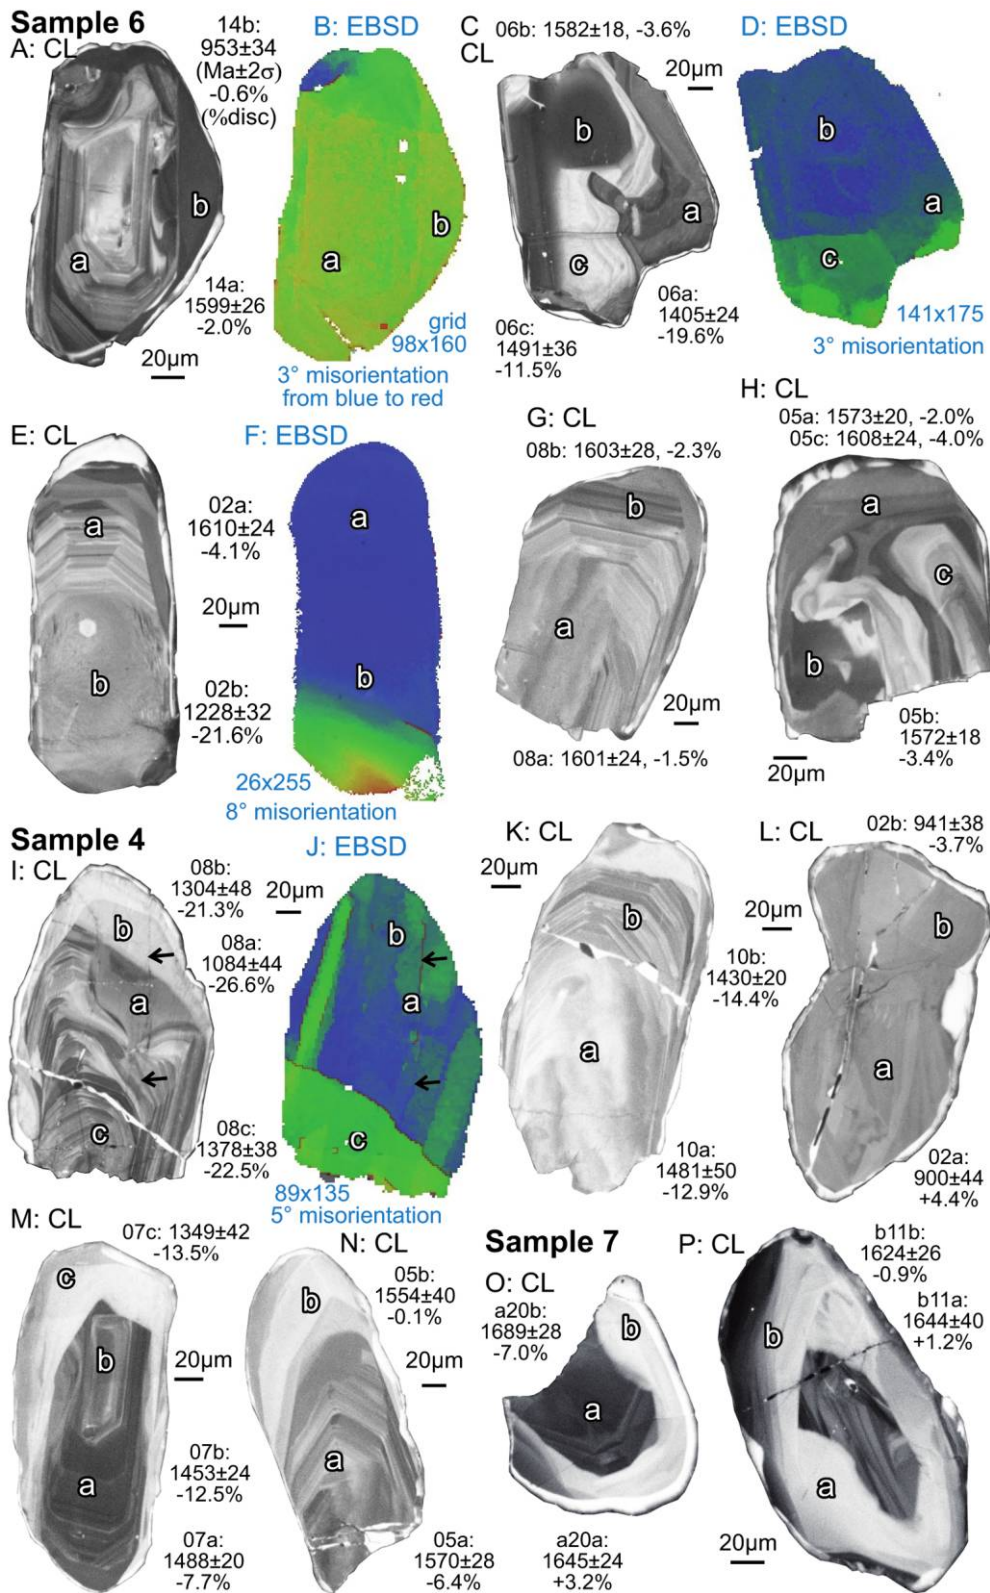 Sample 6
A: CL
14b:
953±34
(Ma±2σ)
-0.6%
(%disc)
b
a
14a:
1599±26
-2.0%
20µm
B: EBSD
b
a
grid
98x160
3° misorientation
from blue to red
C
CL
06b: 1582±18, -3.6%
20µm
b
a
c
06a:
1405±24
-19.6%
06c:
1491±36
-11.5%
D: EBSD
b
a
c
141x175
3° misorientation
E: CL
a
02a:
1610±24
-4.1%
20µm
b
02b:
1228±32
-21.6%
F: EBSD
a
b
26x255
8° misorientation
G: CL
08b: 1603±28, -2.3%
b
a
20µm
08a: 1601±24, -1.5%
H: CL
05a: 1573±20, -2.0%
05c: 1608±24, -4.0%
a
c
b
05b:
1572±18
-3.4%
20µm
Sample 4
I: CL
08b:
1304±48
-21.3%
b
08a:
1084±44
-26.6%
a
c
08c:
1378±38
-22.5%
J: EBSD
20µm
b
a
c
89x135
5° misorientation
K: CL
20µm
b
10b:
1430±20
-14.4%
a
10a:
1481±50
-12.9%
L: CL
02b: 941±38
-3.7%
20µm
b
a
02a:
900±44
+4.4%
M: CL
07c: 1349±42
-13.5%
c
b
20µm
07b:
1453±24
-12.5%
a
07a:
1488±20
-7.7%
N: CL
05b:
1554±40
-0.1%
b
20µm
a
05a:
1570±28
-6.4%
Sample 7
O: CL
a20b:
1689±28
-7.0%
b
a
a20a:
1645±24
+3.2%
P: CL
b11b:
1624±26
-0.9%
b11a:
1644±40
+1.2%
b
a
20µm